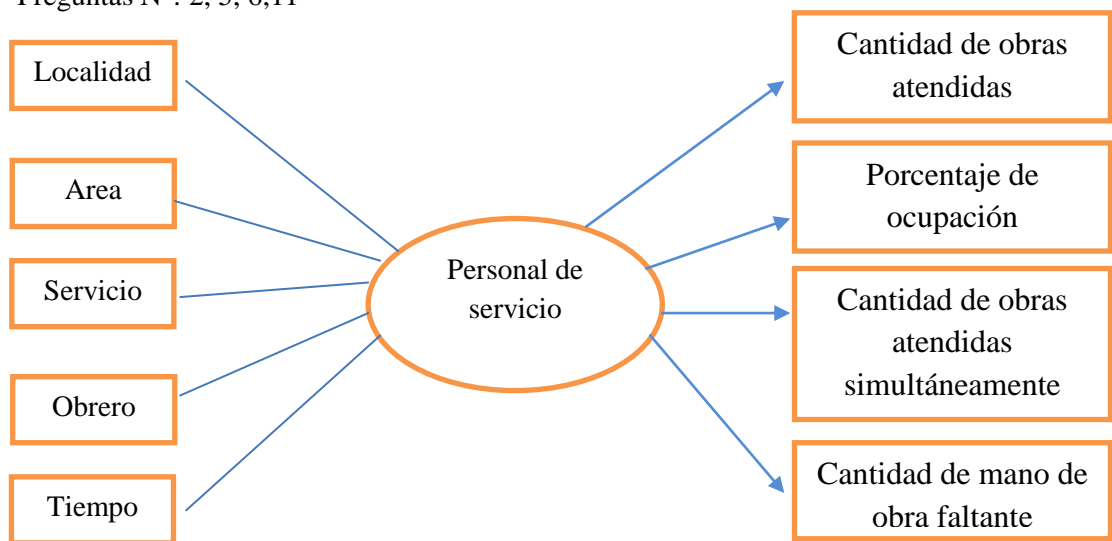 Localidad
Area
Servicio
Obrero
Tiempo
Personal de
servicio
Cantidad de obras
atendidas
Porcentaje de
ocupación
Cantidad de obras
atendidas
simultáneamente
Cantidad de mano de
obra faltante